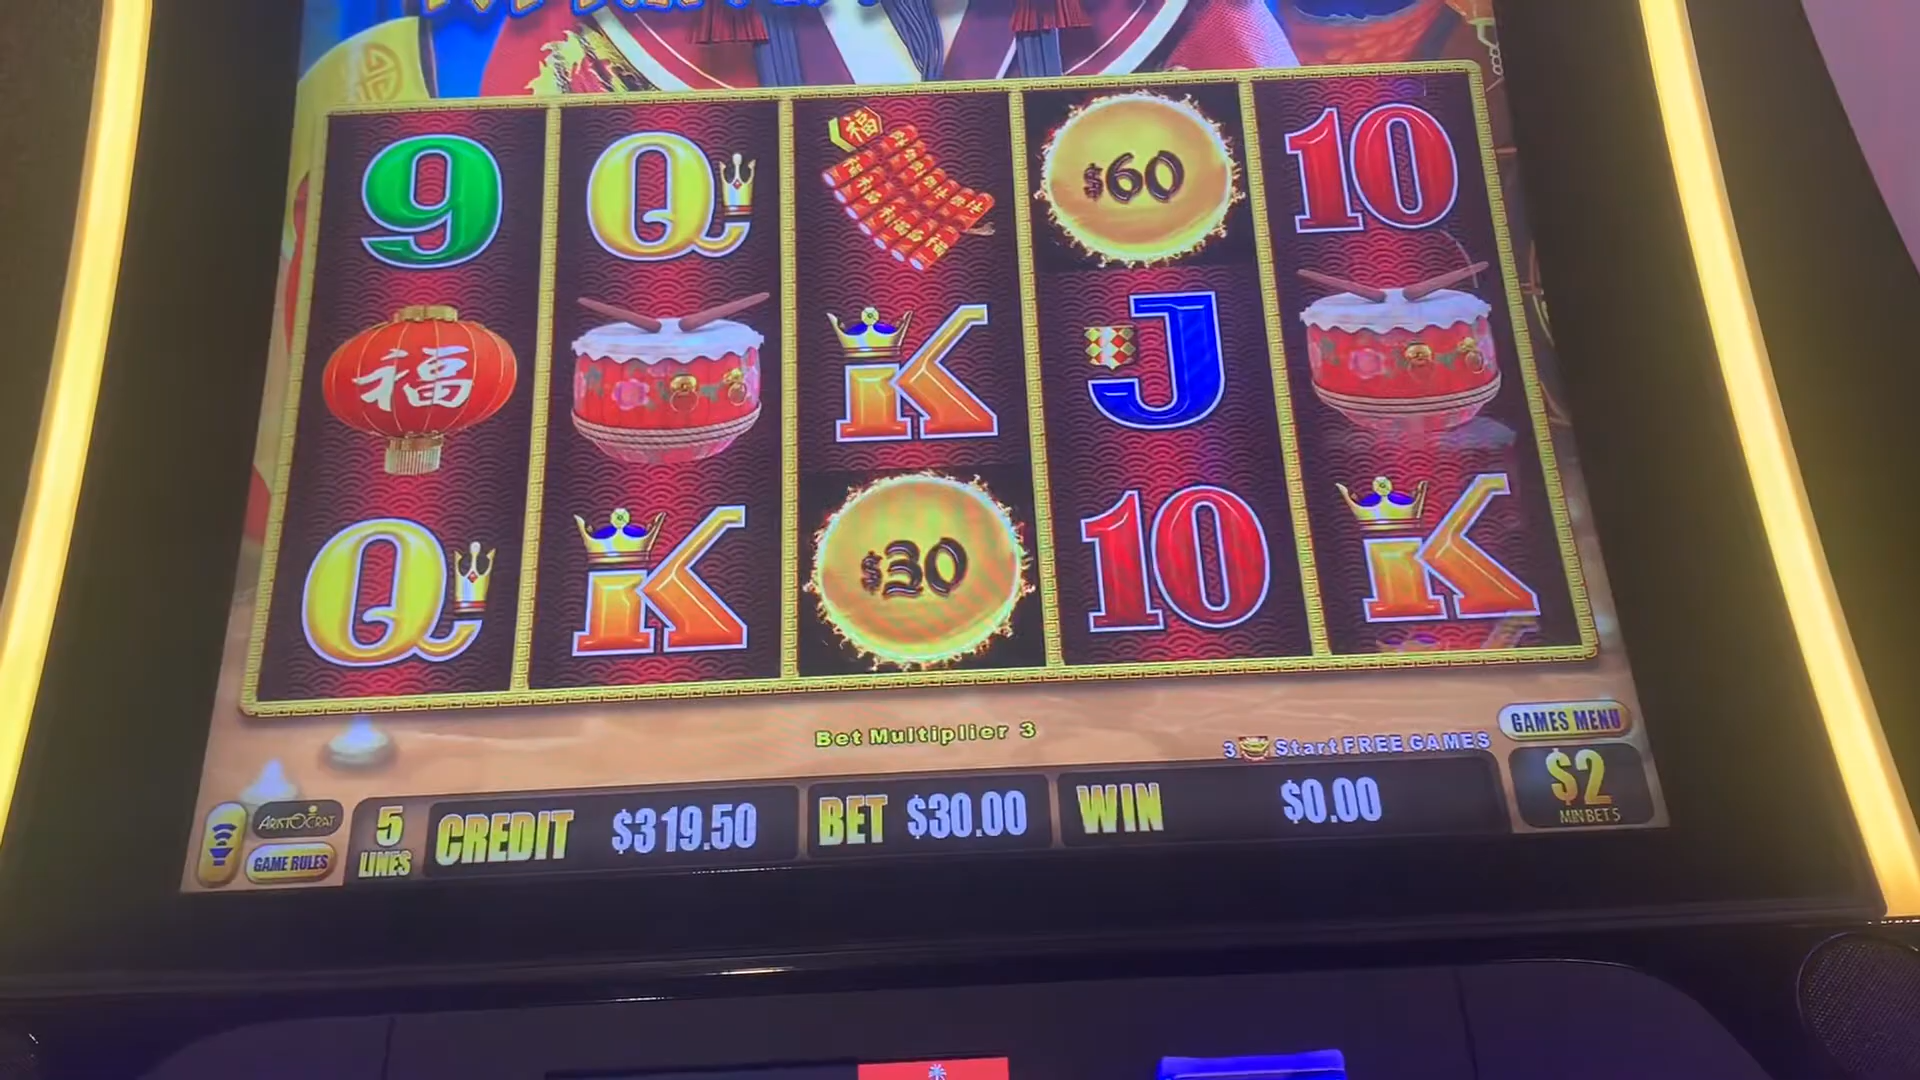 9 Q $60 10
福 J
K
Q K $30 10 K
Bet Multiplier 3
3 Start FREE GAMES
GAMES MENU
ARISTOCRAT
GAME RULES
5 LINES
CREDIT $319.50
BET $30.00
WIN $0.00
$2
MIN BET 5